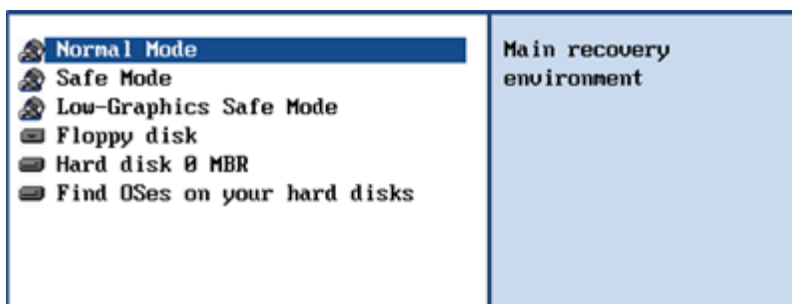 Normal Mode
Safe Mode
Low-Graphics Safe Mode
Floppy disk
Hard disk 0 MBR
Find OSes on your hard disks
Main recovery
environment